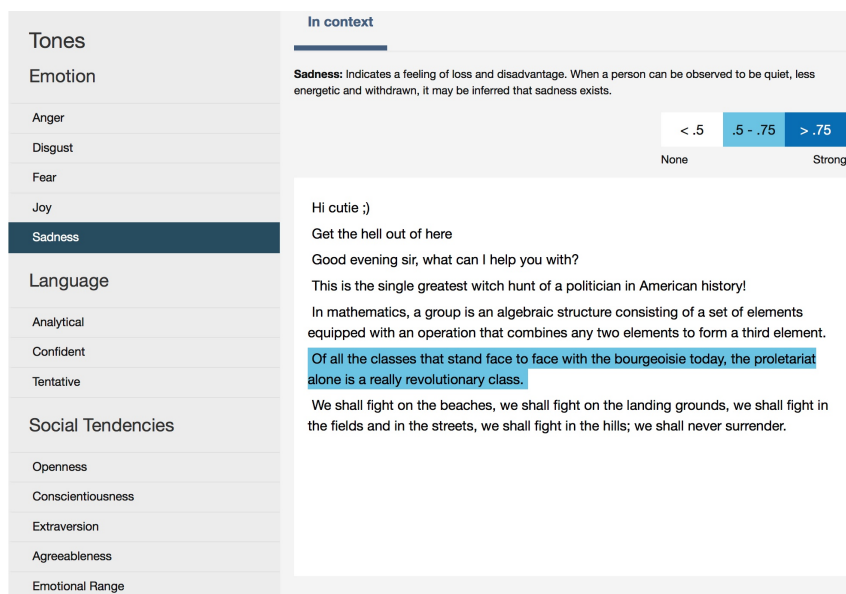 Tones
Emotion
Anger
Disgust
Fear
Joy
Sadness
Language
Analytical
Confident
Tentative
Social Tendencies
Openness
Conscientiousness
Extraversion
Agreeableness
Emotional Range
In context
Sadness: Indicates a feeling of loss and disadvantage. When a person can be observed to be quiet, less
energetic and withdrawn, it may be inferred that sadness exists.
< .5 .5 - .75 > .75
None Strong
Hi cutie ;)
Get the hell out of here
Good evening sir, what can I help you with?
This is the single greatest witch hunt of a politician in American history!
In mathematics, a group is an algebraic structure consisting of a set of elements
equipped with an operation that combines any two elements to form a third element.
Of all the classes that stand face to face with the bourgeoisie today, the proletariat
alone is a really revolutionary class.
We shall fight on the beaches, we shall fight on the landing grounds, we shall fight in
the fields and in the streets, we shall fight in the hills; we shall never surrender.